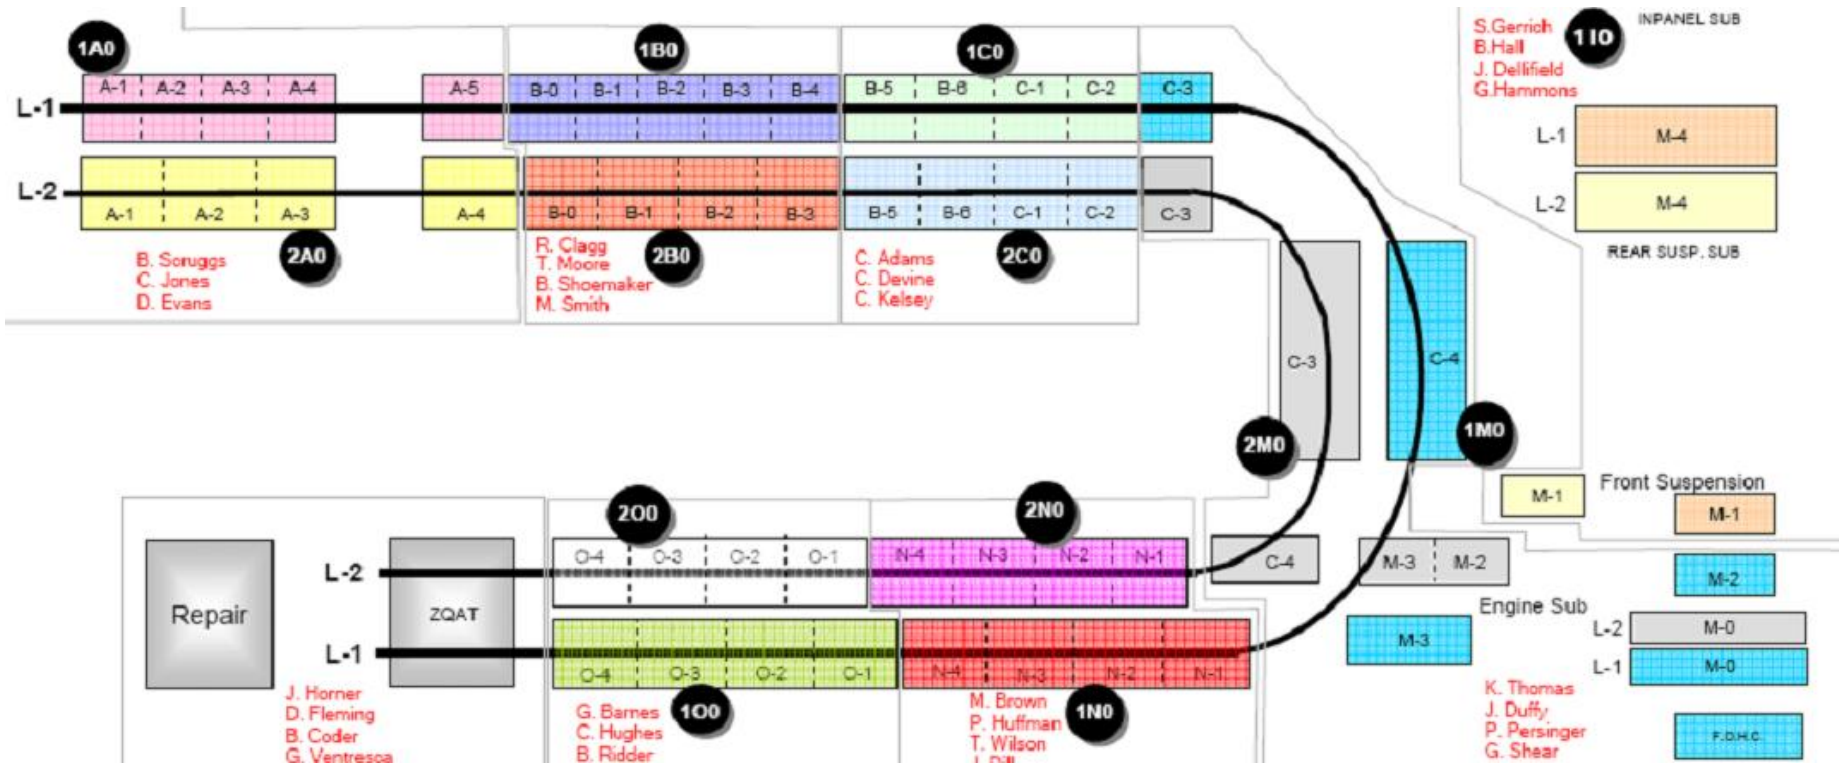 1A0
1B0
1C0
S.Gerrich
B.Hall
J. Dellifield
G.Hammons
1I0
INPANEL SUB
L-1
A-1 A-2 A-3 A-4
A-5
B-0 B-1 B-2 B-3 B-4
B-5 B-6 C-1 C-2
C-3
L-1
M-4
L-2
A-1 A-2 A-3
A-4
B-0 B-1 B-2 B-3
B-5 B-6 C-1 C-2
C-3
L-2
M-4
REAR SUSP. SUB
B. Scruggs
C. Jones
D. Evans
2A0
R. Clagg
T. Moore
B. Shoemaker
M. Smith
2B0
C. Adams
C. Devine
C. Kelsey
2C0
C-3
C-4
2M0
1M0
Front Suspension
M-1
M-1
2O0
2N0
L-2
O-4 O-3 O-2 O-1
N-4 N-3 N-2 N-1
C-4
M-3 M-2
M-2
Repair
ZQAT
Engine Sub
L-2
M-0
M-3
L-1
M-0
L-1
O-4 O-3 O-2 O-1
N-4 N-3 N-2 N-1
J. Horner
D. Fleming
B. Coder
G. Ventresca
G. Barnes
C. Hughes
B. Ridder
1O0
M. Brown
P. Huffman
T. Wilson
1N0
K. Thomas
J. Duffy
P. Persinger
G. Shear
F.D.H.C.